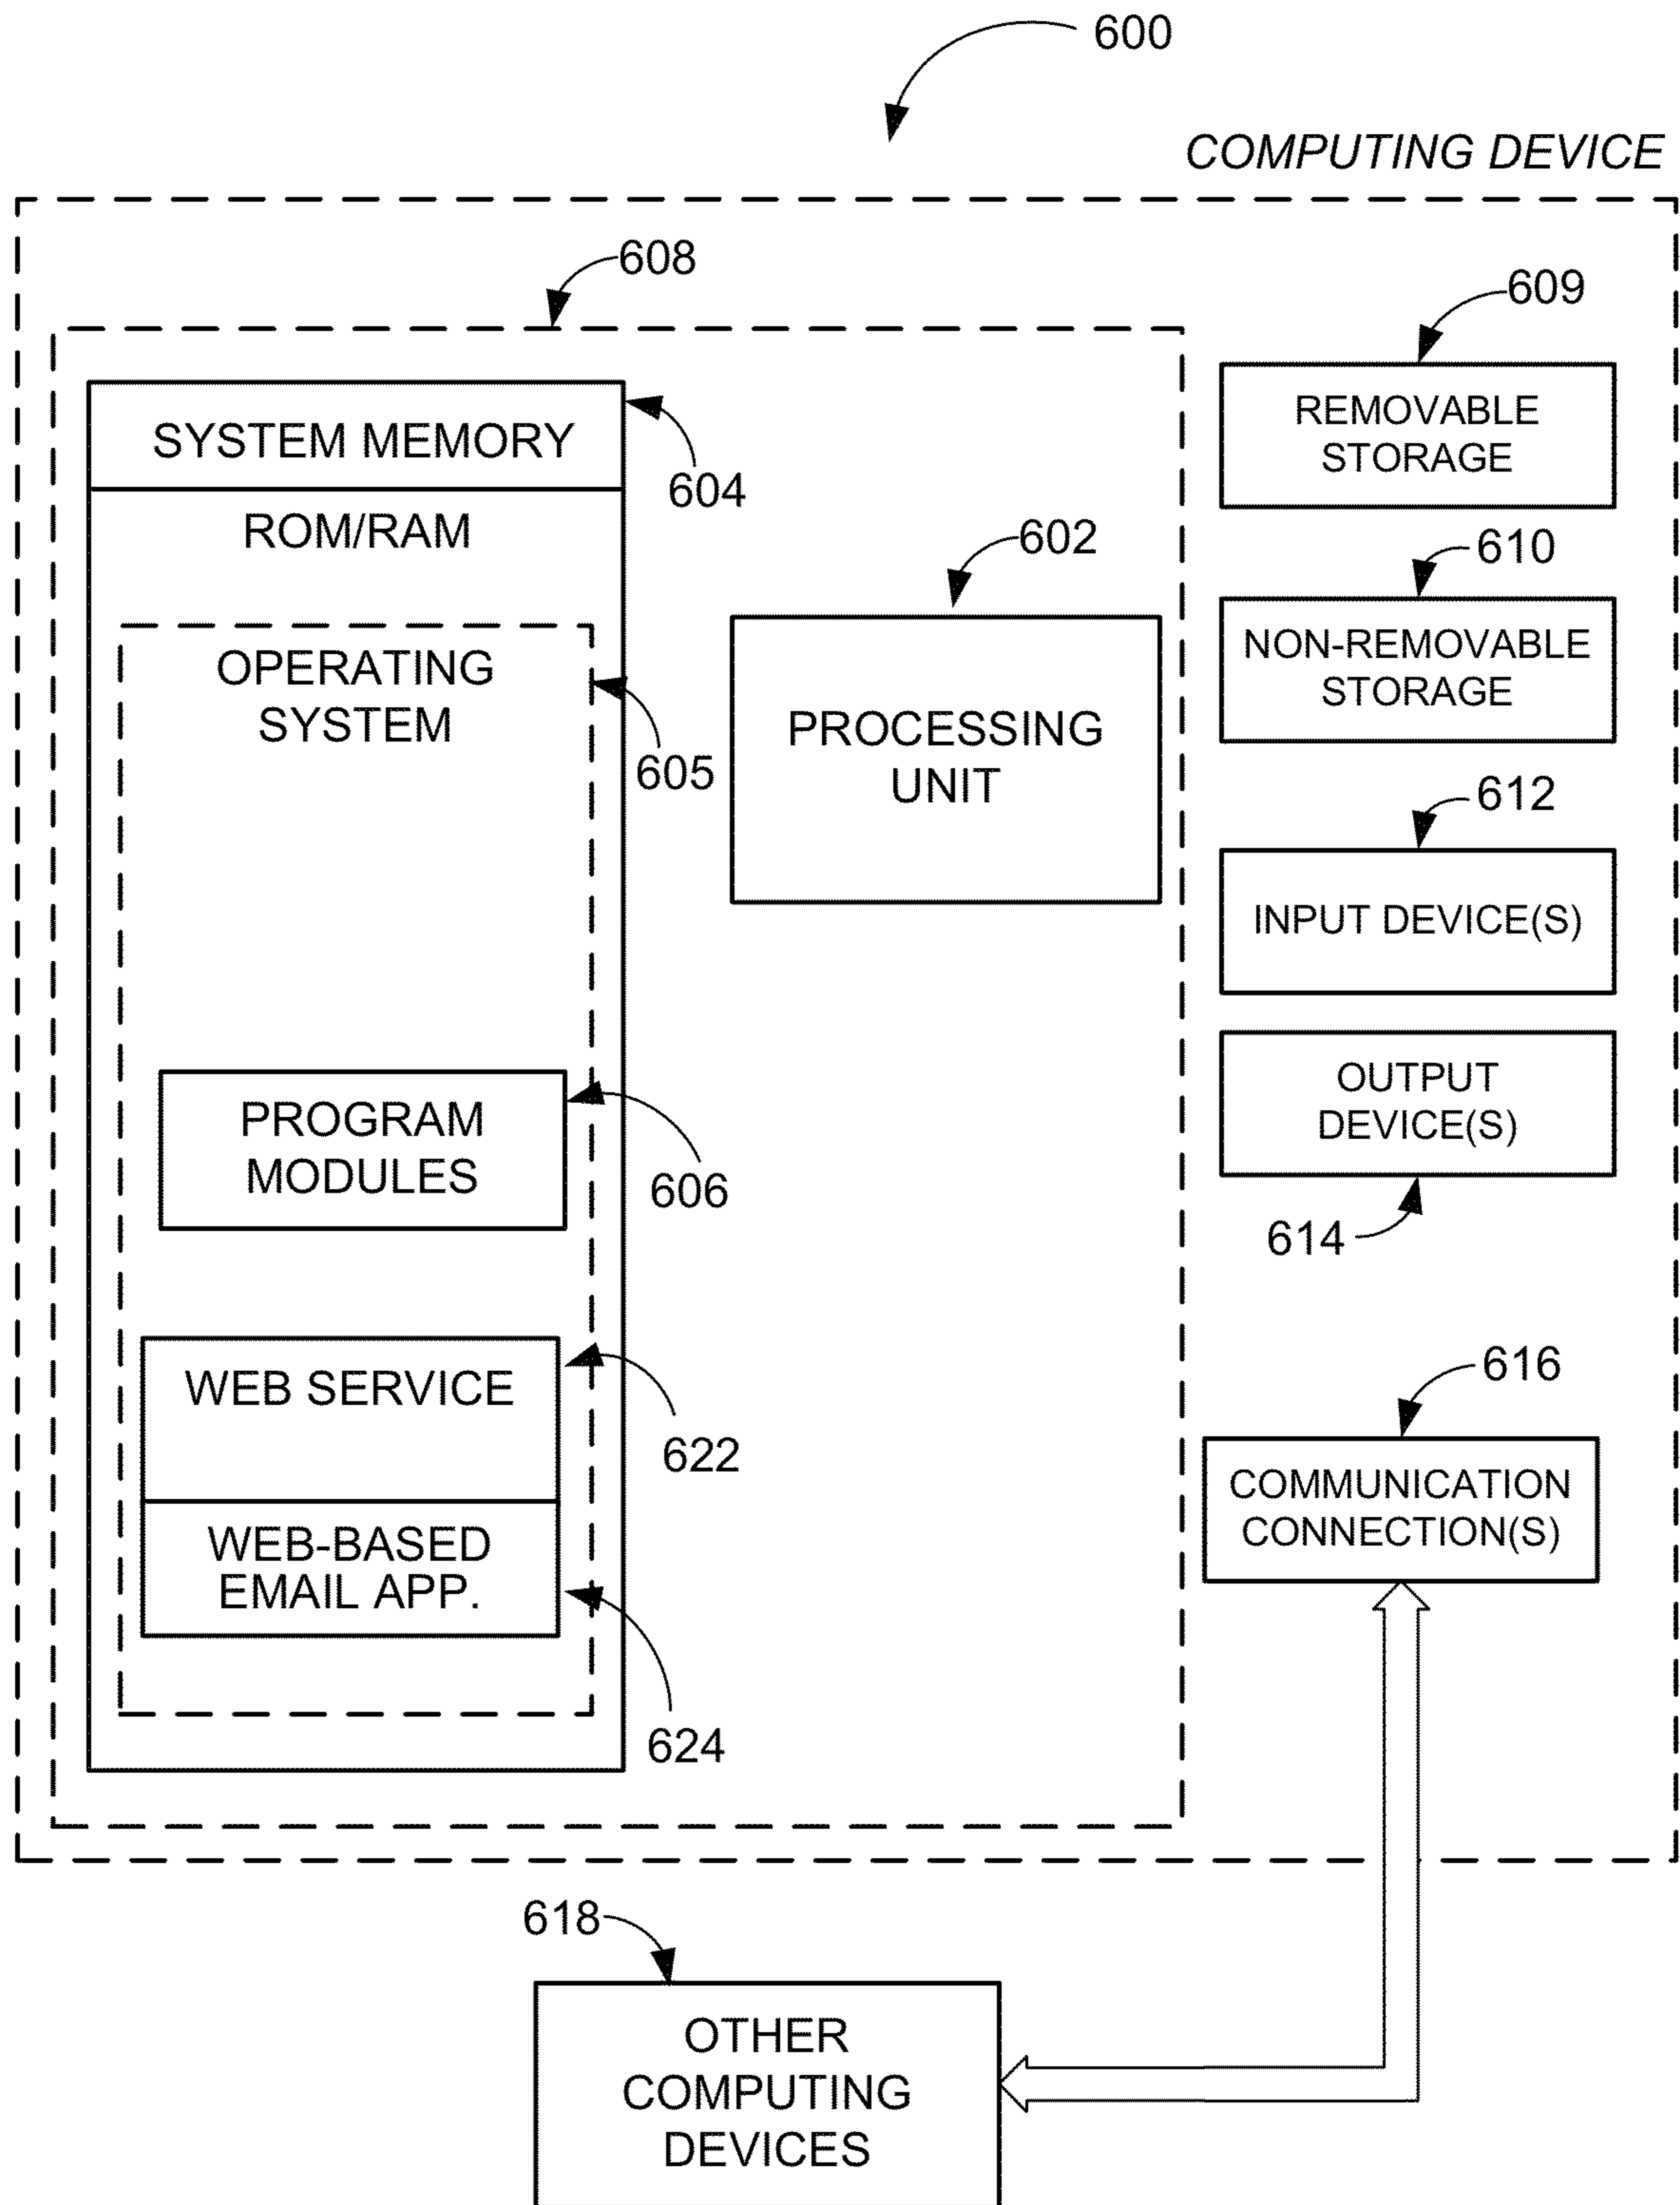 600
COMPUTING DEVICE
608
609
SYSTEM MEMORY
604
REMOVABLE
STORAGE
ROM/RAM
602
610
OPERATING
SYSTEM
605
PROCESSING
UNIT
NON-REMOVABLE
STORAGE
612
INPUT DEVICE(S)
PROGRAM
MODULES
606
OUTPUT
DEVICE(S)
614
WEB SERVICE
622
616
WEB-BASED
EMAIL APP.
624
COMMUNICATION
CONNECTION(S)
618
OTHER
COMPUTING
DEVICES